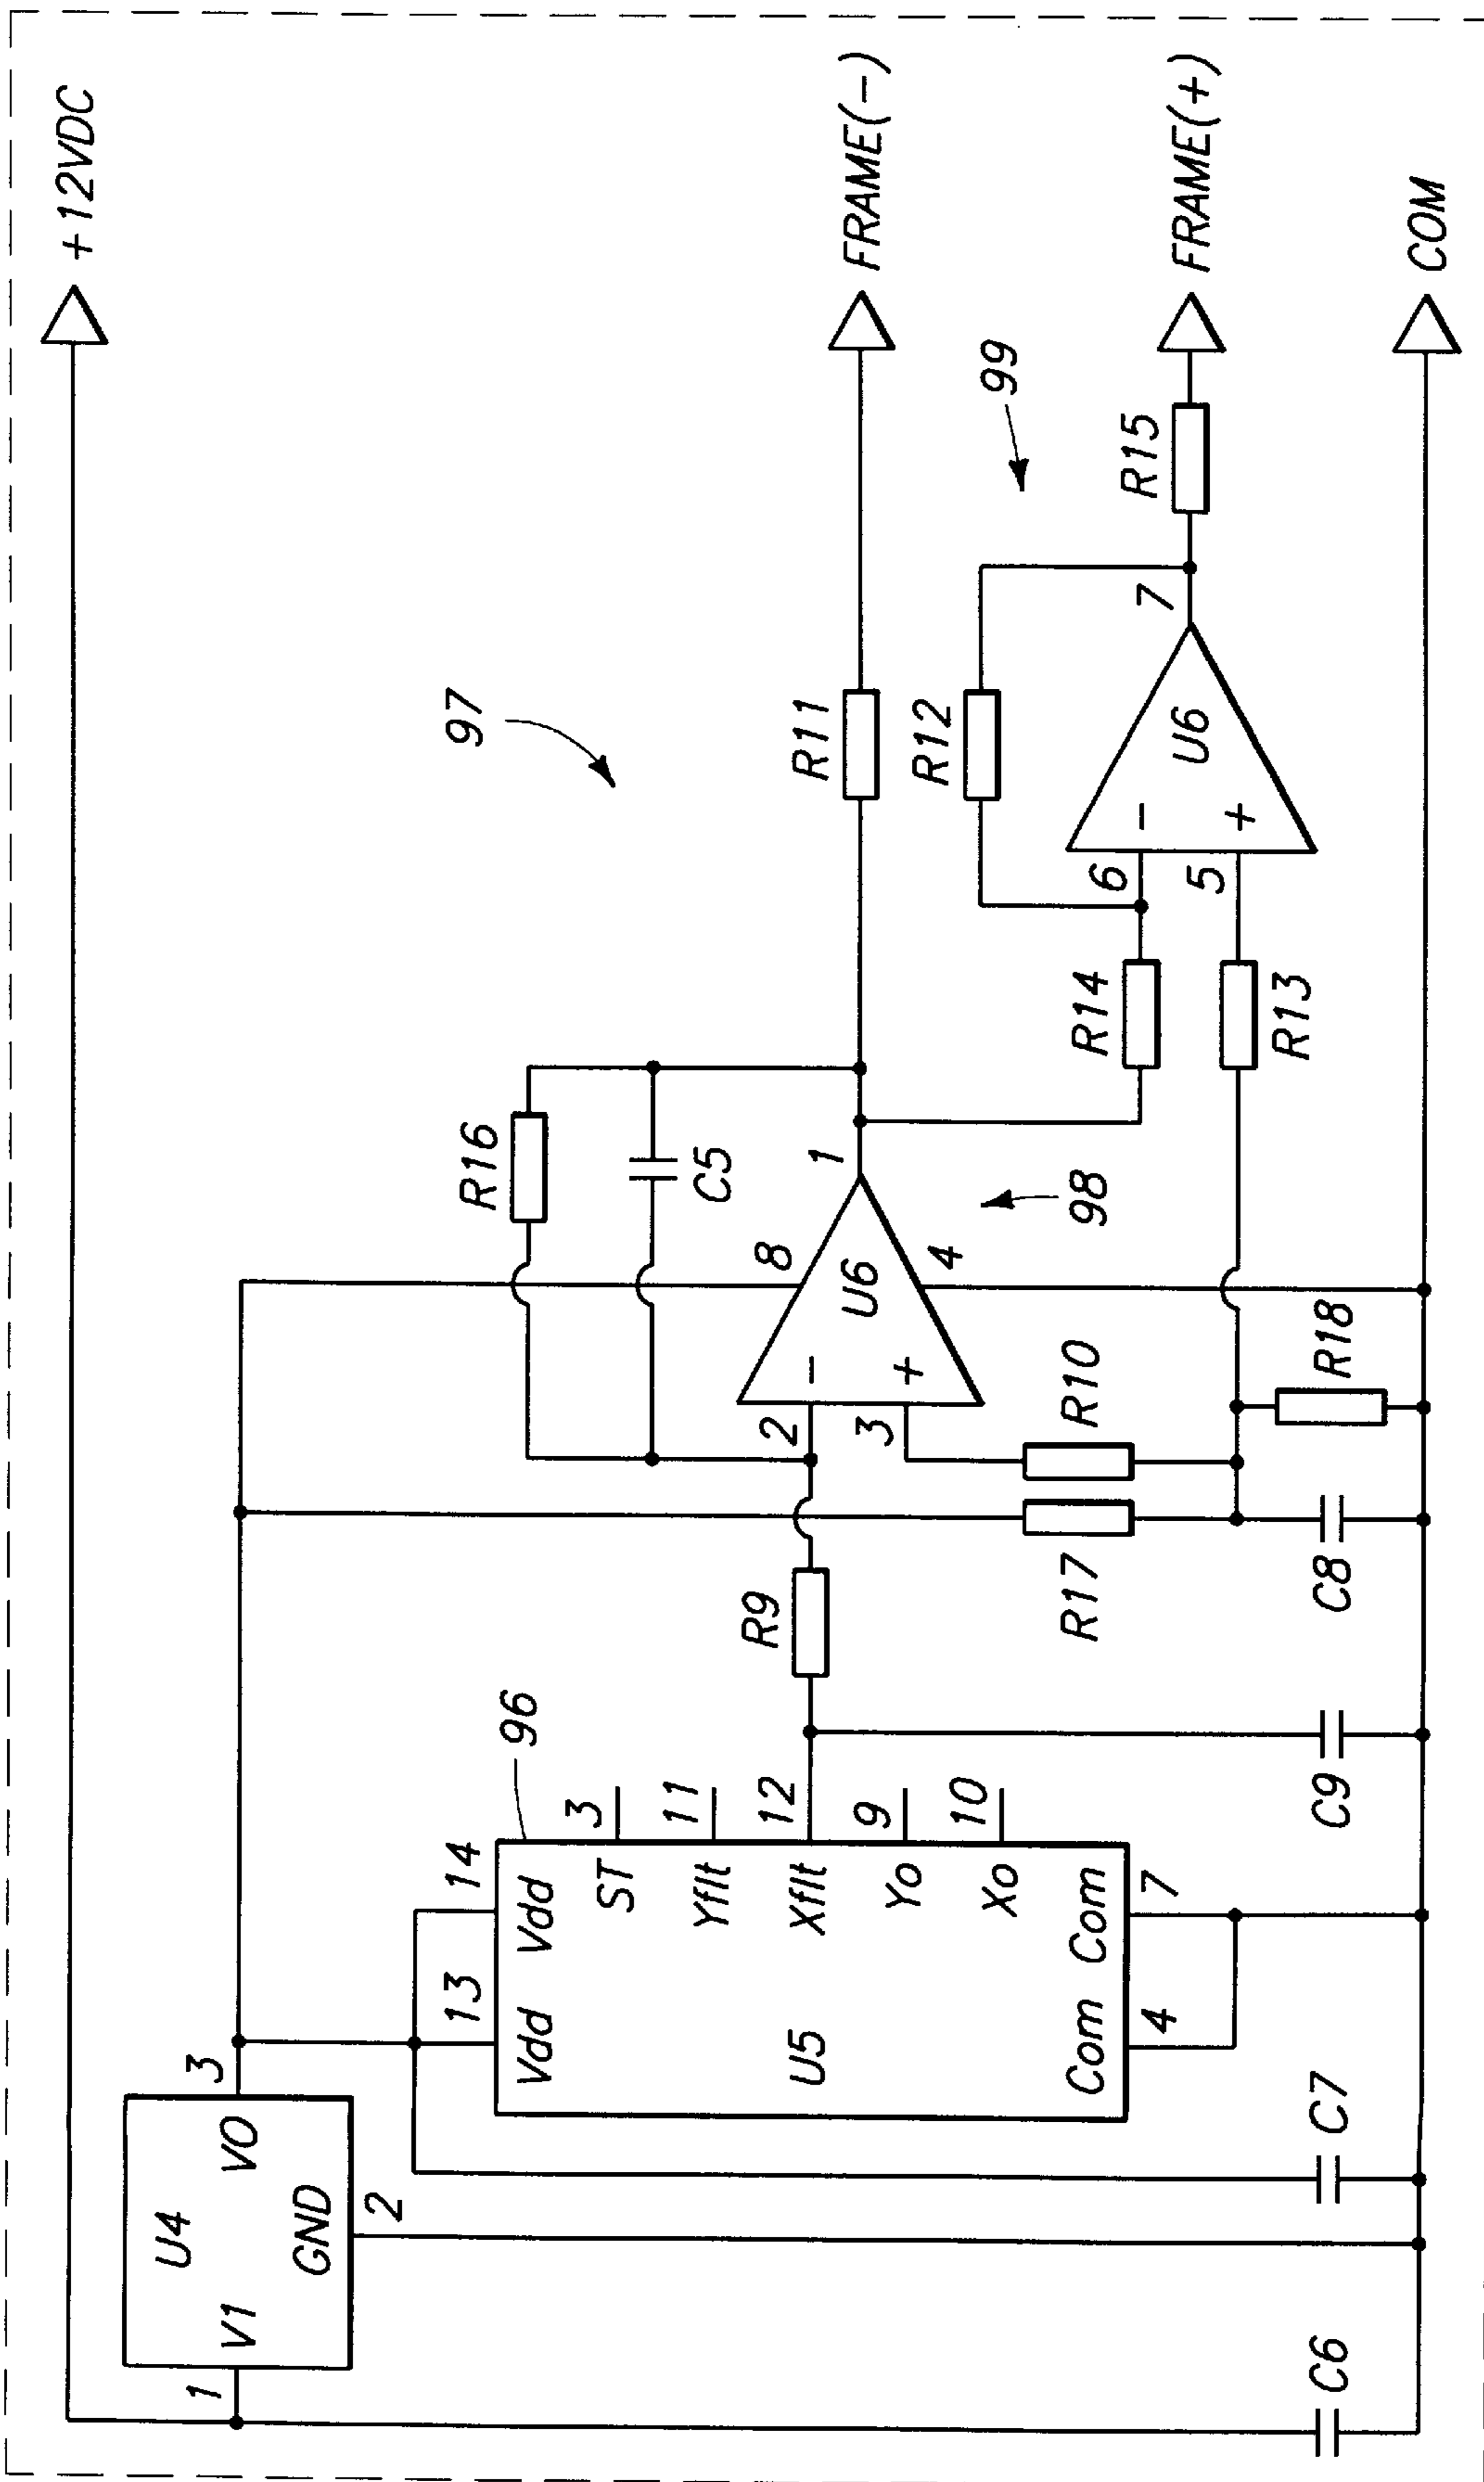 +12VDC
U4
V1
VO
GND
1
3
2
14
13
Vdd
Vdd
96
ST
3
Yflt
11
Xflt
12
Yo
9
Xo
10
U5
Com
Com
4
7
C6
C7
C9
R9
R17
C8
R10
R18
2
3
8
4
1
U6
−
+
98
R16
C5
97
R11
FRAME(−)
R14
R13
R12
6
5
7
U6
−
+
99
R15
FRAME(+)
COM